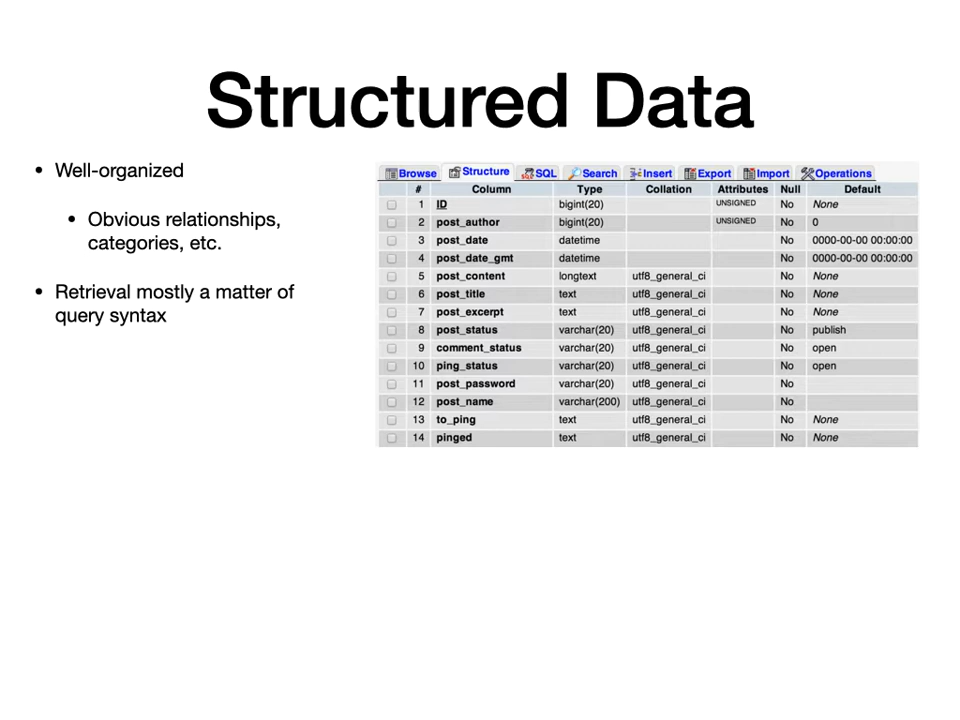 Structured Data
• Well-organized
• Obvious relationships,
categories, etc.
• Retrieval mostly a matter of
query syntax
Browse Structure SQL Search Insert Export Import Operations
# Column Type Collation Attributes Null Default
1 ID bigint(20) UNSIGNED No None
2 post_author bigint(20) UNSIGNED No 0
3 post_date datetime No 0000-00-00 00:00:00
4 post_date_gmt datetime No 0000-00-00 00:00:00
5 post_content longtext utf8_general_ci No None
6 post_title text utf8_general_ci No None
7 post_excerpt text utf8_general_ci No None
8 post_status varchar(20) utf8_general_ci No publish
9 comment_status varchar(20) utf8_general_ci No open
10 ping_status varchar(20) utf8_general_ci No open
11 post_password varchar(20) utf8_general_ci No
12 post_name varchar(200) utf8_general_ci No
13 to_ping text utf8_general_ci No None
14 pinged text utf8_general_ci No None